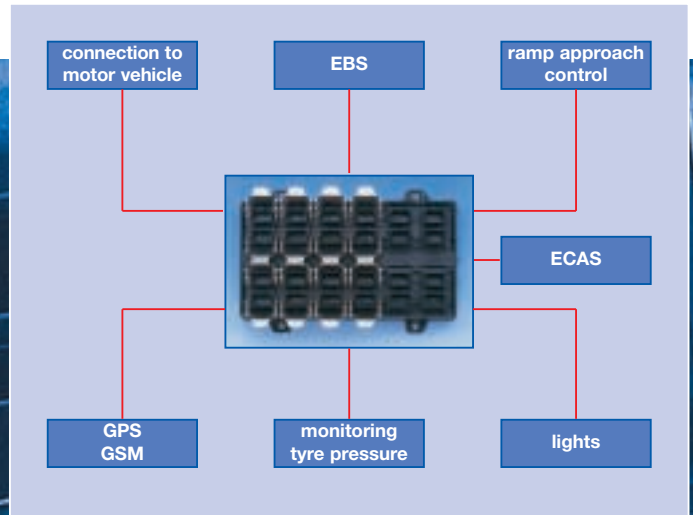 connection to
motor vehicle
EBS
ramp approach
control
ECAS
GPS
GSM
monitoring
tyre pressure
lights